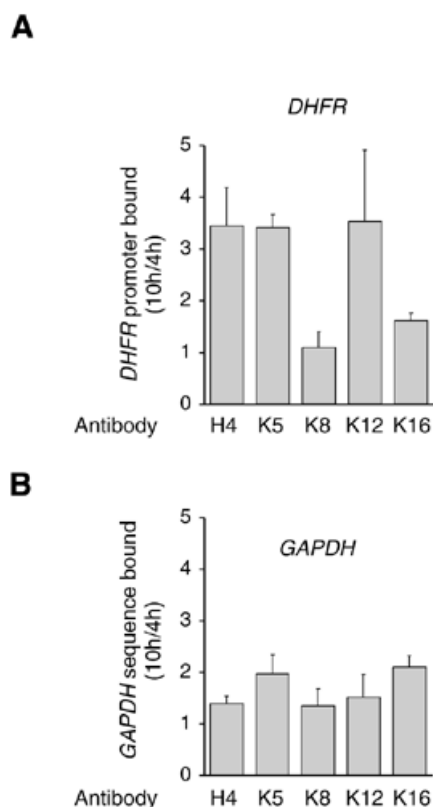 A
DHFR
DHFR promoter bound
(10h/4h)
5
4
3
2
1
0
Antibody H4 K5 K8 K12 K16
B
GAPDH
GAPDH sequence bound
(10h/4h)
5
4
3
2
1
0
Antibody H4 K5 K8 K12 K16